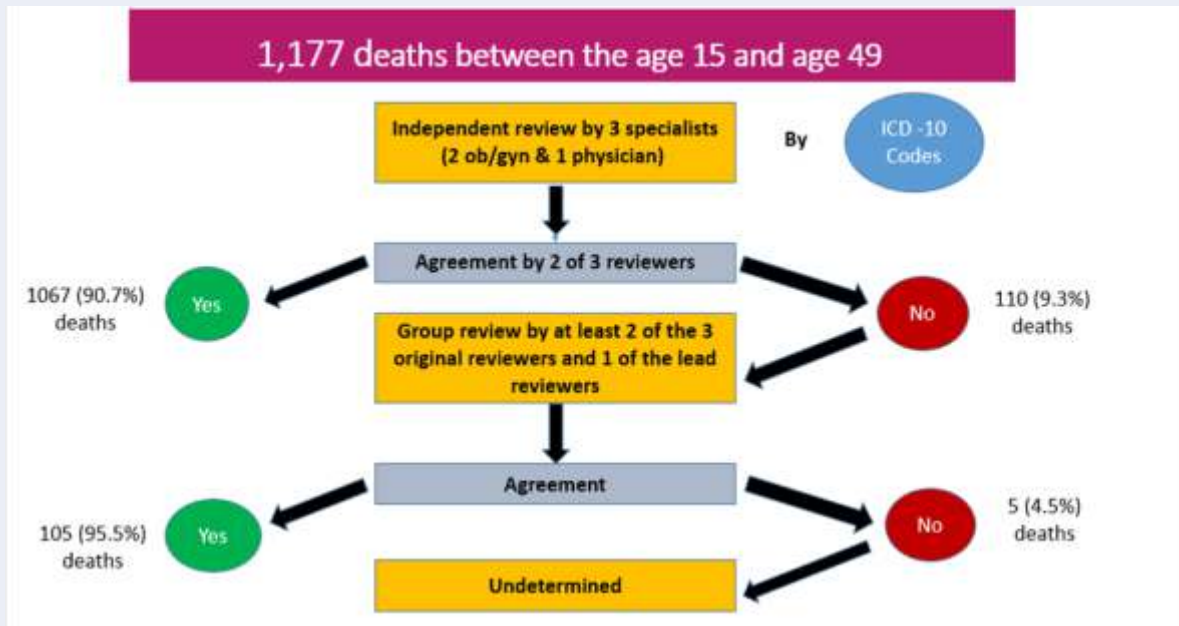 1,177 deaths between the age 15 and age 49
Independent review by 3 specialists
(2 ob/gyn & 1 physician)
By
ICD -10
Codes
Agreement by 2 of 3 reviewers
1067 (90.7%)
deaths
Yes
No
110 (9.3%)
deaths
Group review by at least 2 of the 3
original reviewers and 1 of the lead
reviewers
Agreement
105 (95.5%)
deaths
Yes
No
5 (4.5%)
deaths
Undetermined